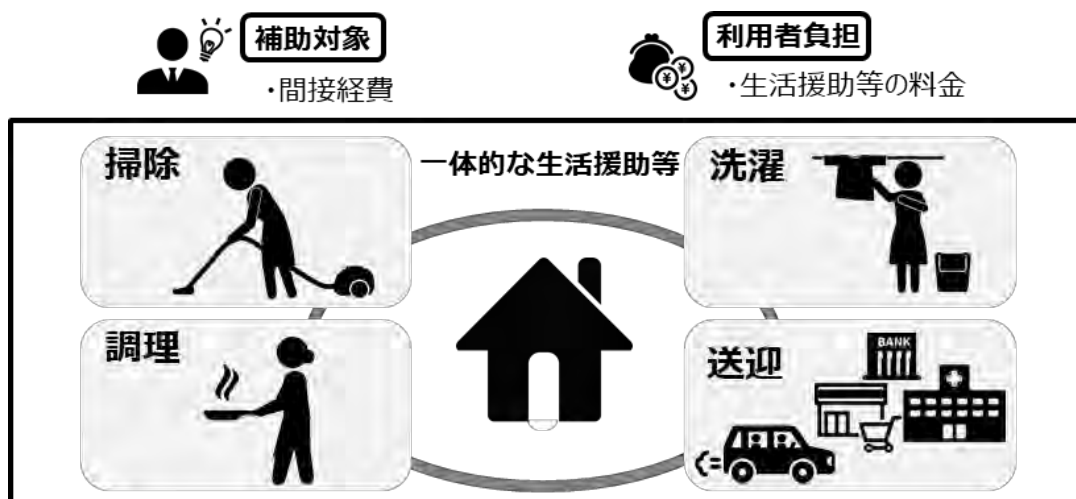 補助対象
・間接経費
利用者負担
・生活援助等の料金
掃除
一体的な生活援助等
洗濯
調理
送迎
BANK
¥
¥
¥